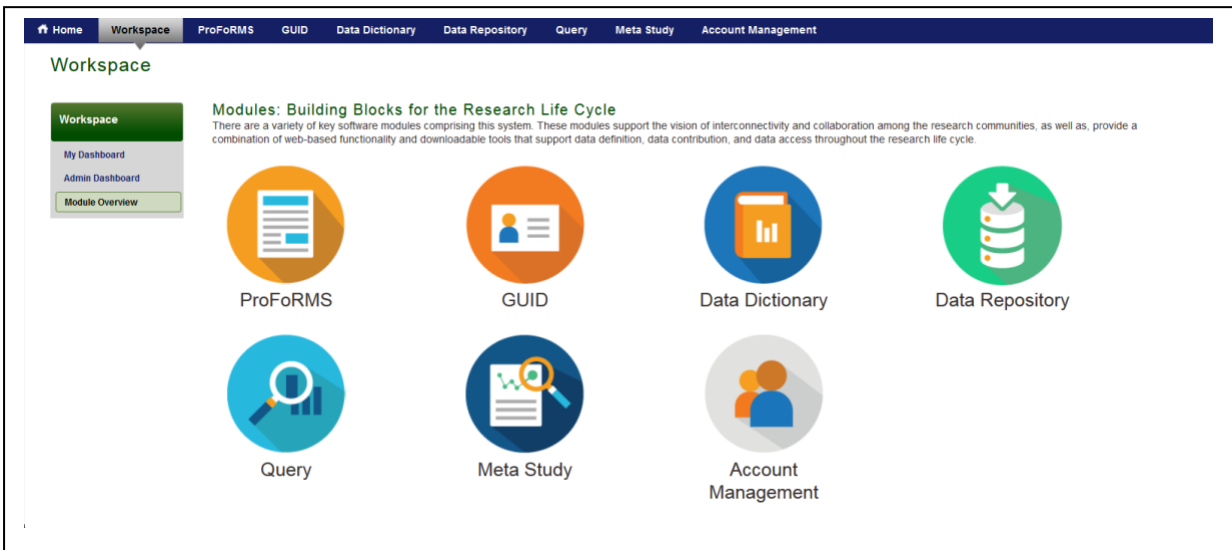 Home Workspace ProFoRMS GUID Data Dictionary Data Repository Query Meta Study Account Management
Workspace
Workspace
My Dashboard
Admin Dashboard
Module Overview
Modules: Building Blocks for the Research Life Cycle
There are a variety of key software modules comprising this system. These modules support the vision of interconnectivity and collaboration among the research communities, as well as, provide a
combination of web-based functionality and downloadable tools that support data definition, data contribution, and data access throughout the research life cycle.
ProFoRMS GUID Data Dictionary Data Repository
Query Meta Study Account
Management